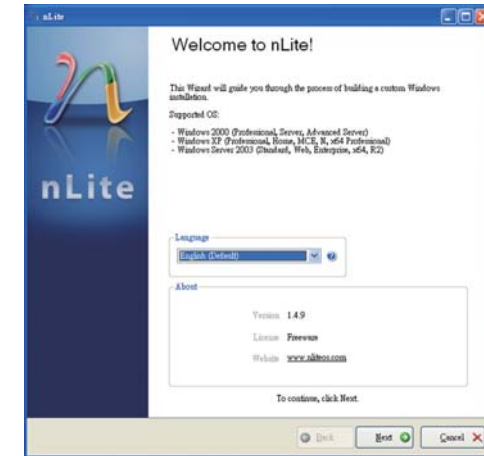 nLite
Welcome to nLite!
This Wizard will guide you through the process of building a custom Windows
installation.
Supported OS:
- Windows 2000 (Professional, Server, Advanced Server)
- Windows XP (Professional, Home, MCE, N, x64 Professional)
- Windows Server 2003 (Standard, Web, Enterprise, x64, R2)
nLite
Language
English (Default)
About
Version 1.4.9
License Freeware
Website www.nliteos.com
To continue, click Next.
Back Next Cancel